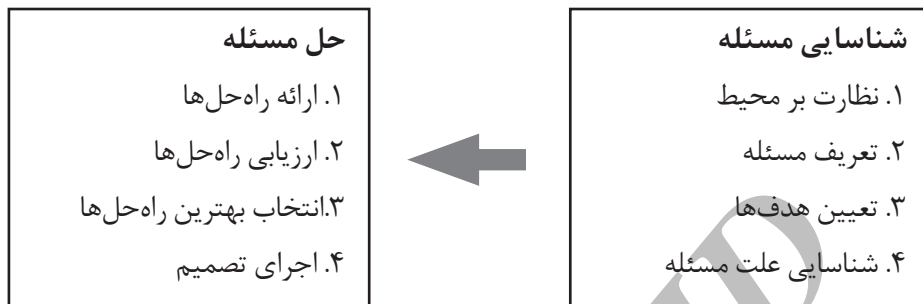 شناسایی مسئله
۱. نظارت بر محیط
۲. تعریف مسئله
۳. تعیین هدف‌ها
۴. شناسایی علت مسئله
حل مسئله
۱. ارائه راه‌حل‌ها
۲. ارزیابی راه‌حل‌ها
۳.انتخاب بهترین راه‌حل‌ها
۴. اجرای تصمیم